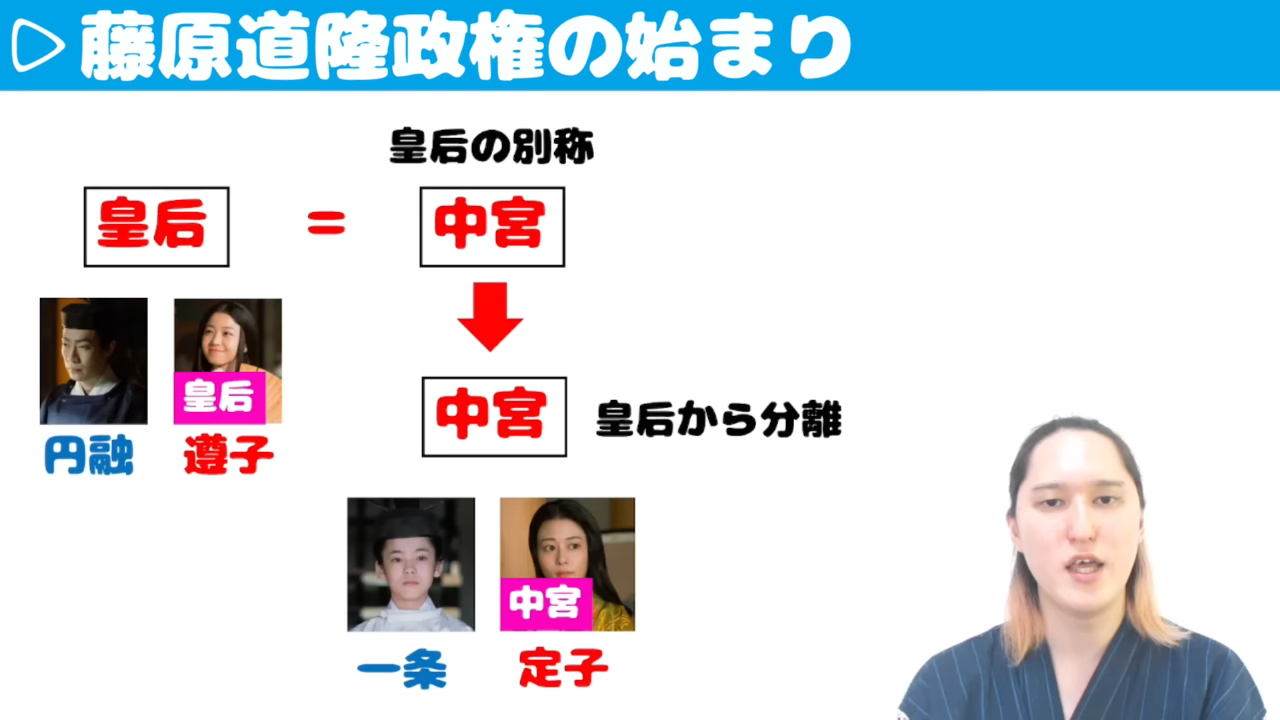 藤原道隆政権の始まり
皇后の別称
皇后 = 中宮
皇后
円融 遵子
中宮 皇后から分離
中宮
一条 定子